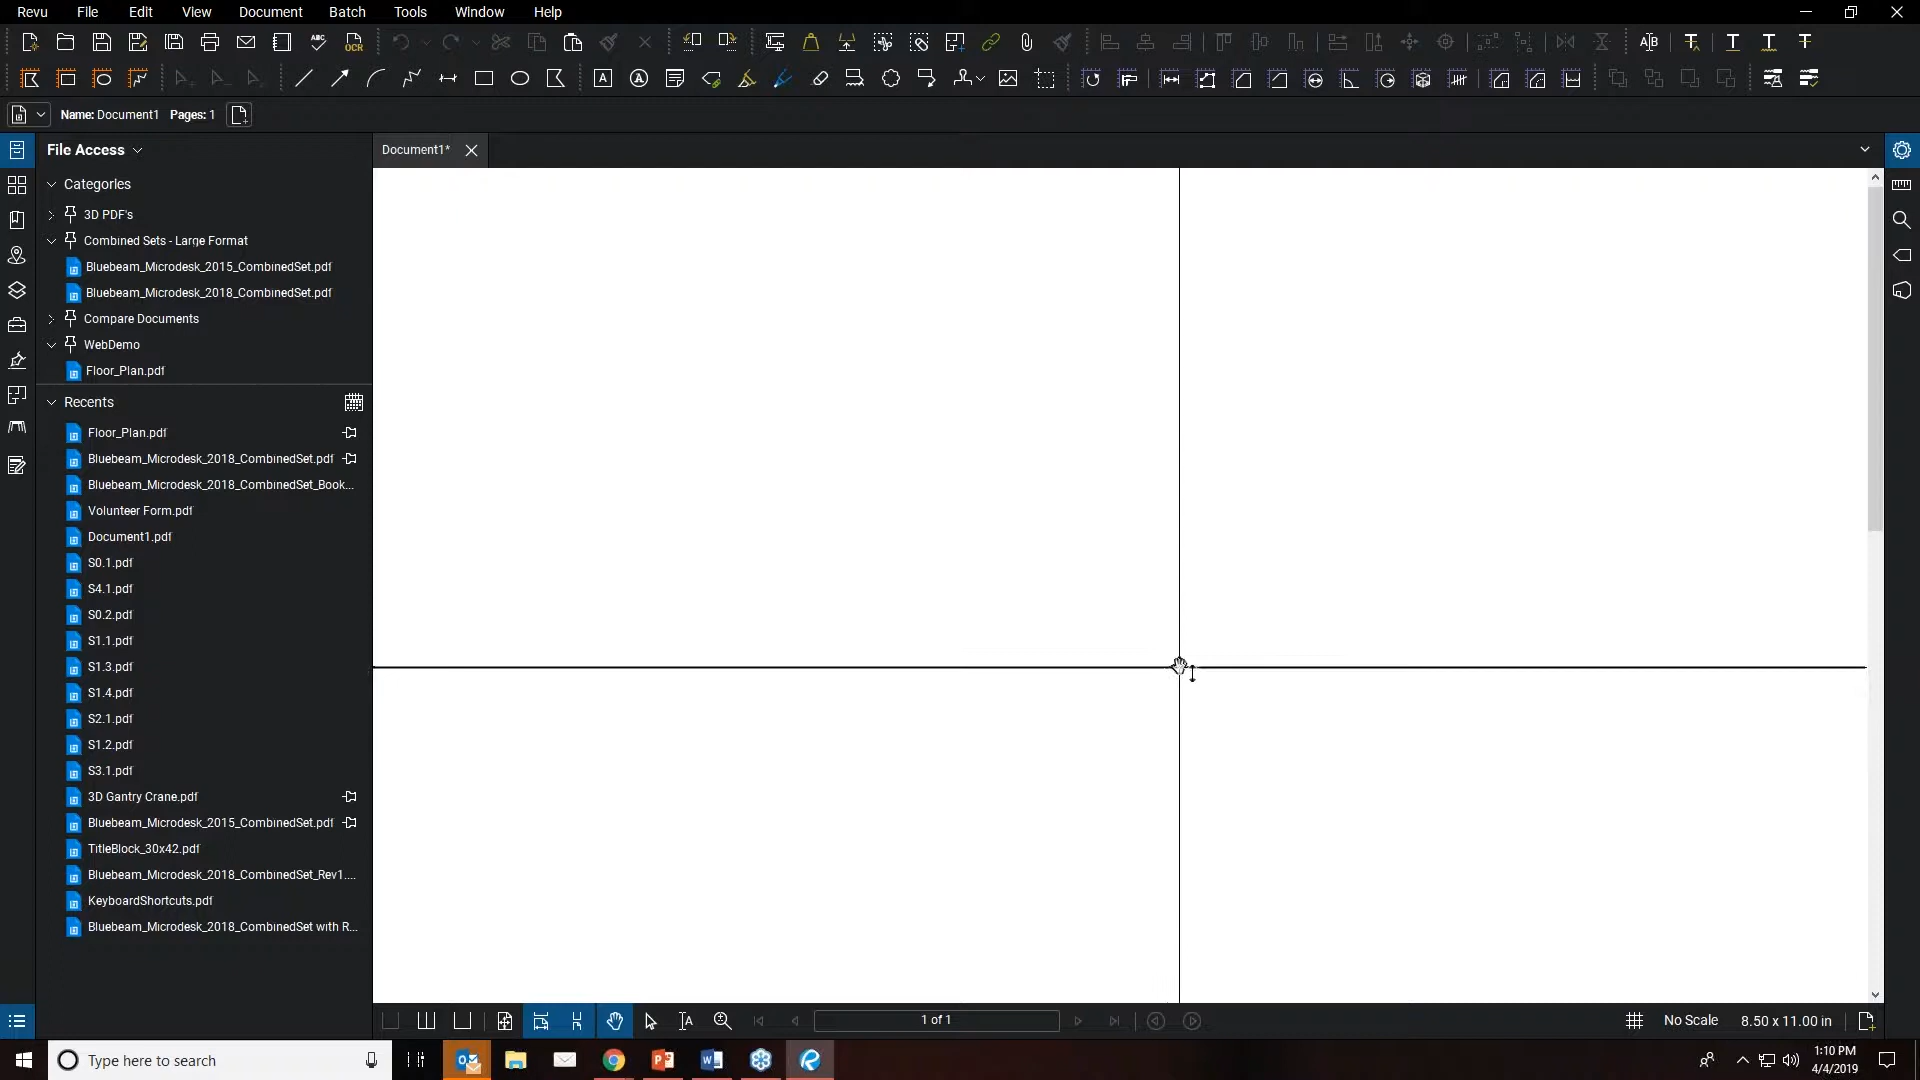 Revu File Edit View Document Batch Tools Window Help
Name: Document1 Pages: 1
File Access
Document1*
Categories
3D PDF's
Combined Sets - Large Format
Bluebeam_Microdesk_2015_CombinedSet.pdf
Bluebeam_Microdesk_2018_CombinedSet.pdf
Compare Documents
WebDemo
Floor_Plan.pdf
Recents
Floor_Plan.pdf
Bluebeam_Microdesk_2018_CombinedSet.pdf
Bluebeam_Microdesk_2018_CombinedSet_Book...
Volunteer Form.pdf
Document1.pdf
S0.1.pdf
S4.1.pdf
S0.2.pdf
S1.1.pdf
S1.3.pdf
S1.4.pdf
S2.1.pdf
S1.2.pdf
S3.1.pdf
3D Gantry Crane.pdf
Bluebeam_Microdesk_2015_CombinedSet.pdf
TitleBlock_30x42.pdf
Bluebeam_Microdesk_2018_CombinedSet_Rev1....
KeyboardShortcuts.pdf
Bluebeam_Microdesk_2018_CombinedSet with R...
1 of 1
No Scale 8.50 x 11.00 in
Type here to search
1:10 PM
4/4/2019